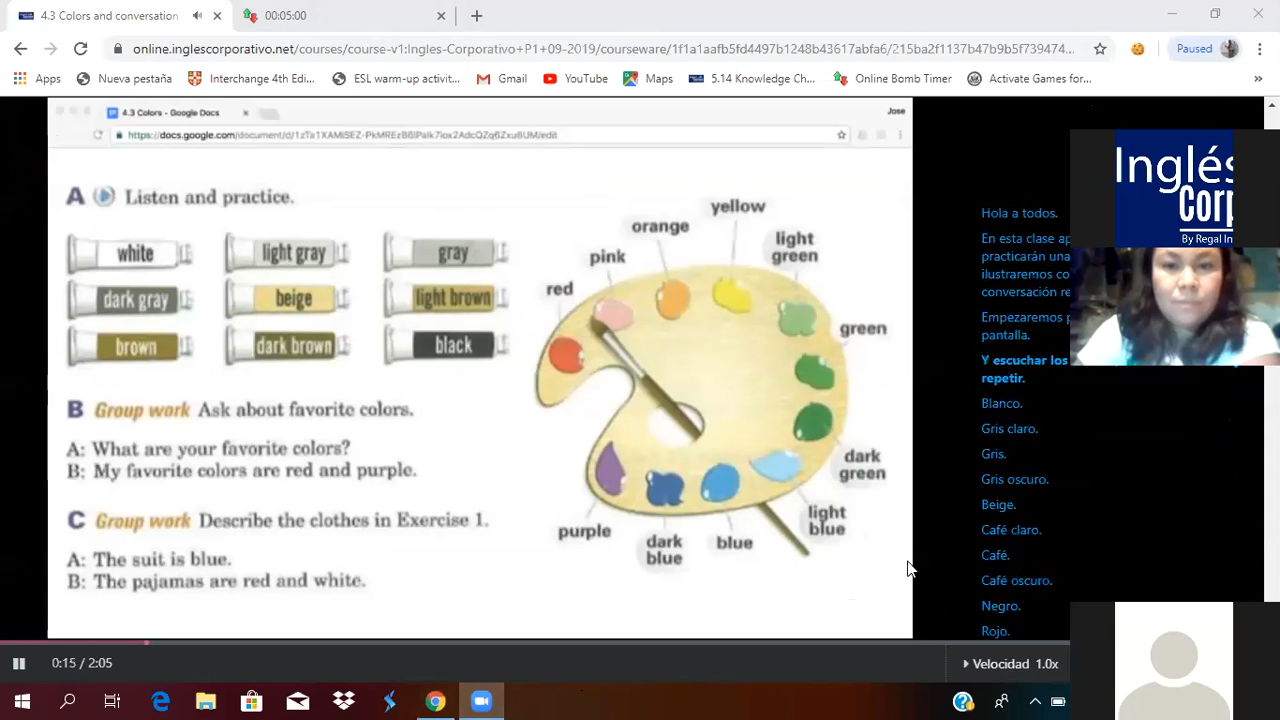 4.3 Colors and conversation
00:05:00
online.inglescorporativo.net/courses/course-v1:Ingles-Corporativo+P1+09-2019/courseware/1f1a1aafb5fd4497b1248b43617abfa6/215ba2f1137b47b9b5f739474...
Paused
Apps
Nueva pestaña
Interchange 4th Edi...
ESL warm-up activit...
Gmail
YouTube
Maps
5.14 Knowledge Ch...
Online Bomb Timer
Activate Games for...
4.3 Colors - Google Docs
Jose
A Listen and practice.
white
light gray
gray
dark gray
beige
light brown
brown
dark brown
black
red
pink
orange
yellow
light
green
green
dark
green
light
blue
blue
dark
blue
purple
B Group work Ask about favorite colors.
A: What are your favorite colors?
B: My favorite colors are red and purple.
C Group work Describe the clothes in Exercise 1.
A: The suit is blue.
B: The pajamas are red and white.
Hola a todos.
En esta clase
practicarán
ilustraremos
conversación
Empezaremos
pantalla.
Y escuchar los
repetir.
Blanco.
Gris claro.
Gris.
Gris oscuro.
Beige.
Café claro.
Café.
Café oscuro.
Negro.
Rojo.
Inglés
Corp
By Regal In
0:15 / 2:05
Velocidad 1.0x